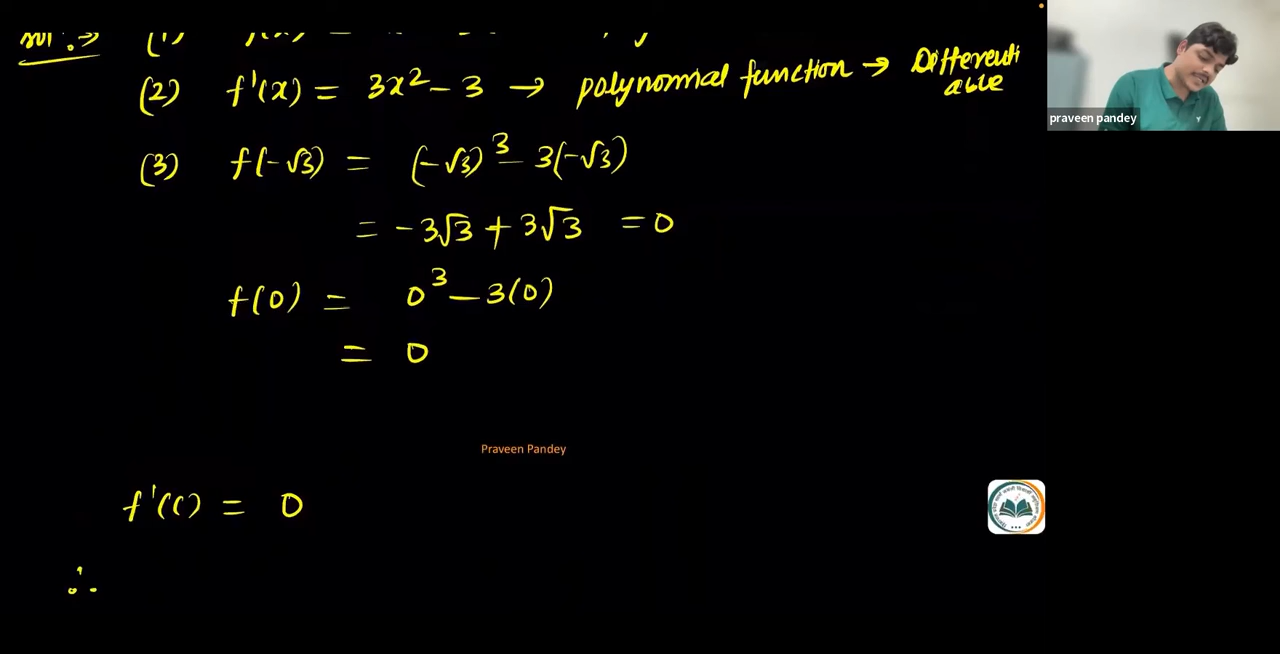 (2) f'(x) = 3x² - 3 → polynomial function → Differentiable
praveen pandey
(3) f(-√3) = (-√3)³ - 3(-√3)
= -3√3 + 3√3 = 0
f(0) = 0³ - 3(0)
= 0
Praveen Pandey
f'(c) = 0
∴